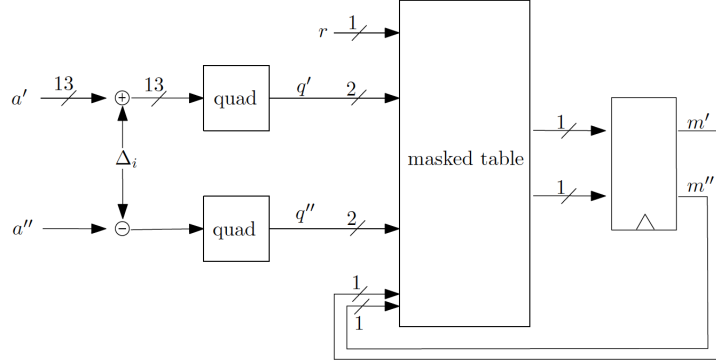 r 1
a′ 13 + 13 quad q′ 2
1 m′
Δi masked table
1 m′′
a′′ − quad q′′ 2
1
1